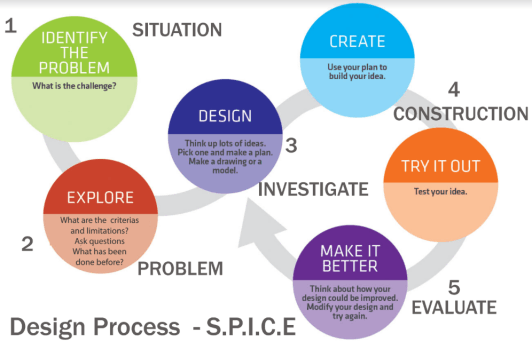 1
SITUATION
IDENTIFY
THE
PROBLEM
What is the challenge?
EXPLORE
What are the criterias
and limitations?
Ask questions
What has been
done before?
2
PROBLEM
DESIGN
Think up lots of ideas.
Pick one and make a plan.
Make a drawing or a
model.
3
INVESTIGATE
CREATE
Use your plan to
build your idea.
4
CONSTRUCTION
TRY IT OUT
Test your idea.
MAKE IT
BETTER
Think about how your
design could be improved.
Modify your design and
try again.
5
EVALUATE
Design Process - S.P.I.C.E